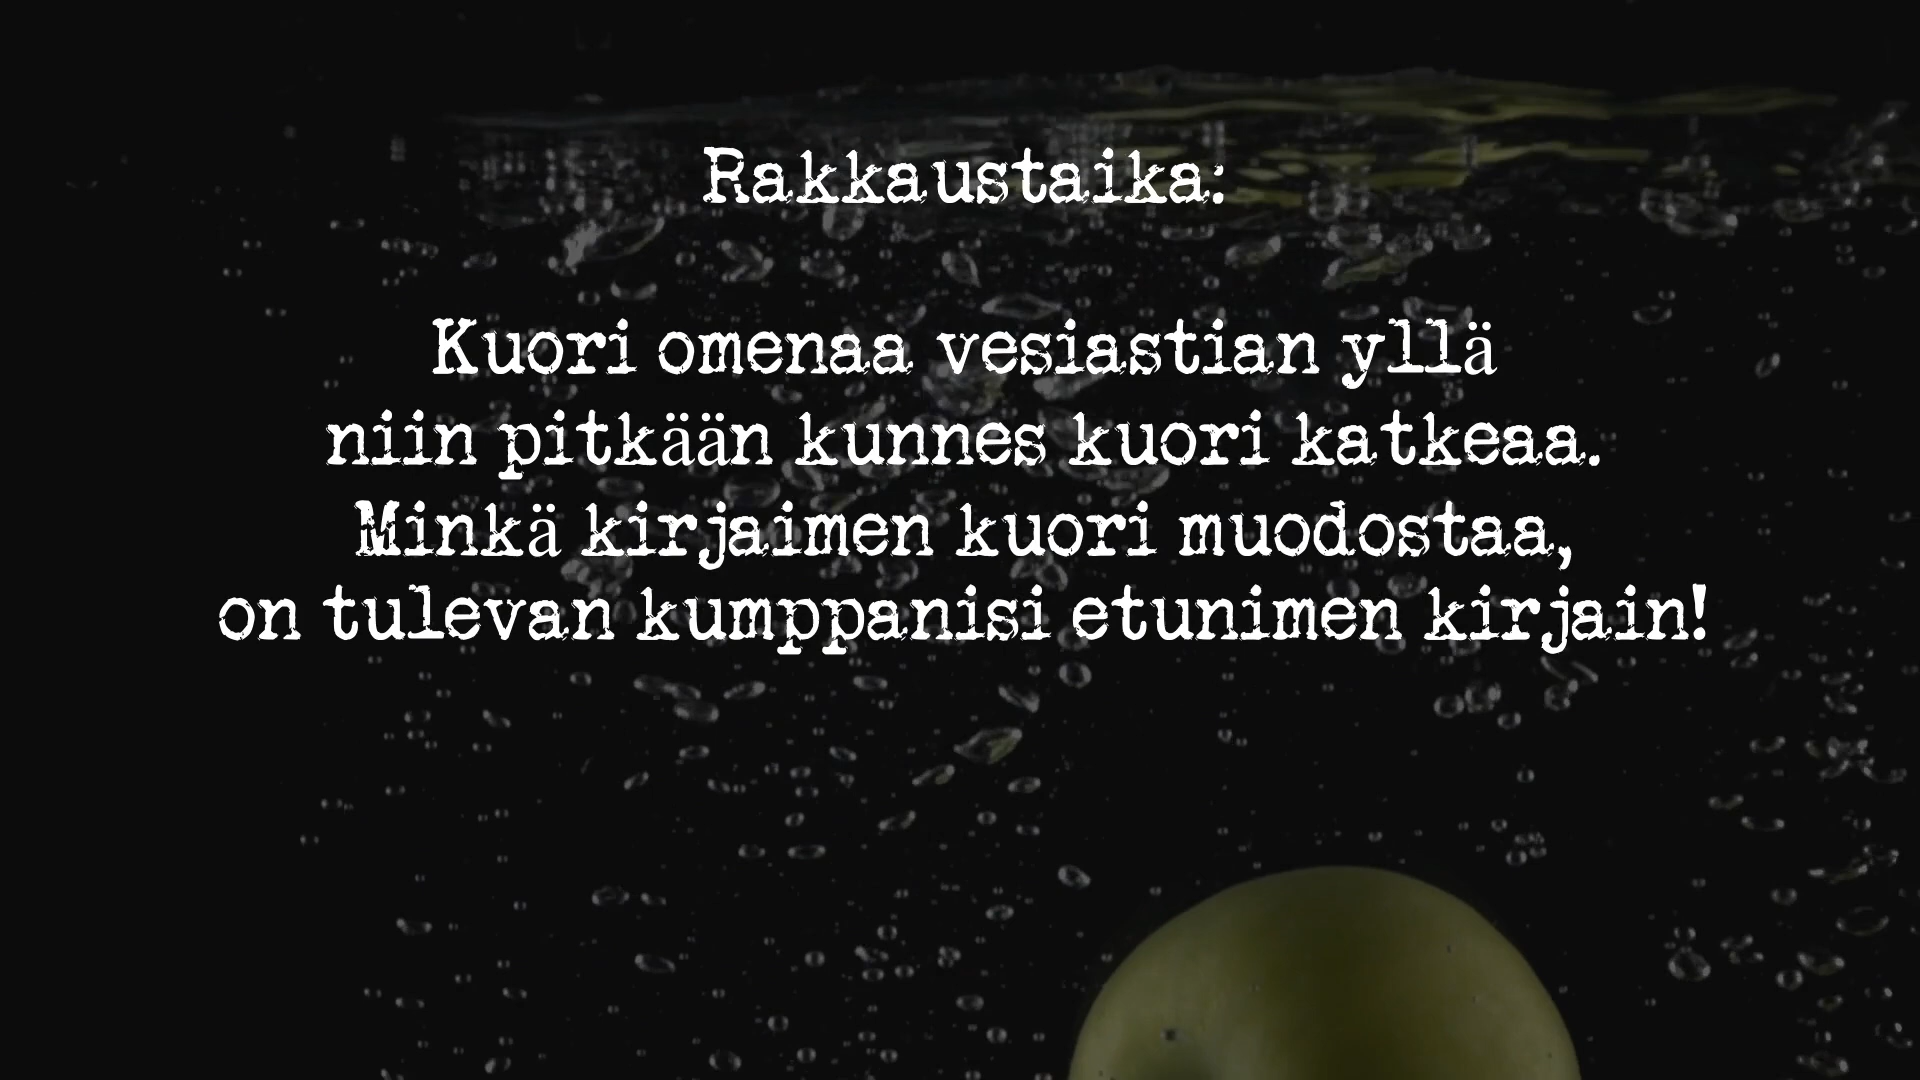 Rakkaustaika:
Kuori omenaa vesiastian yllä
niin pitkään kunnes kuori katkeaa.
Minkä kirjaimen kuori muodostaa,
on tulevan kumppanisi etunimen kirjain!